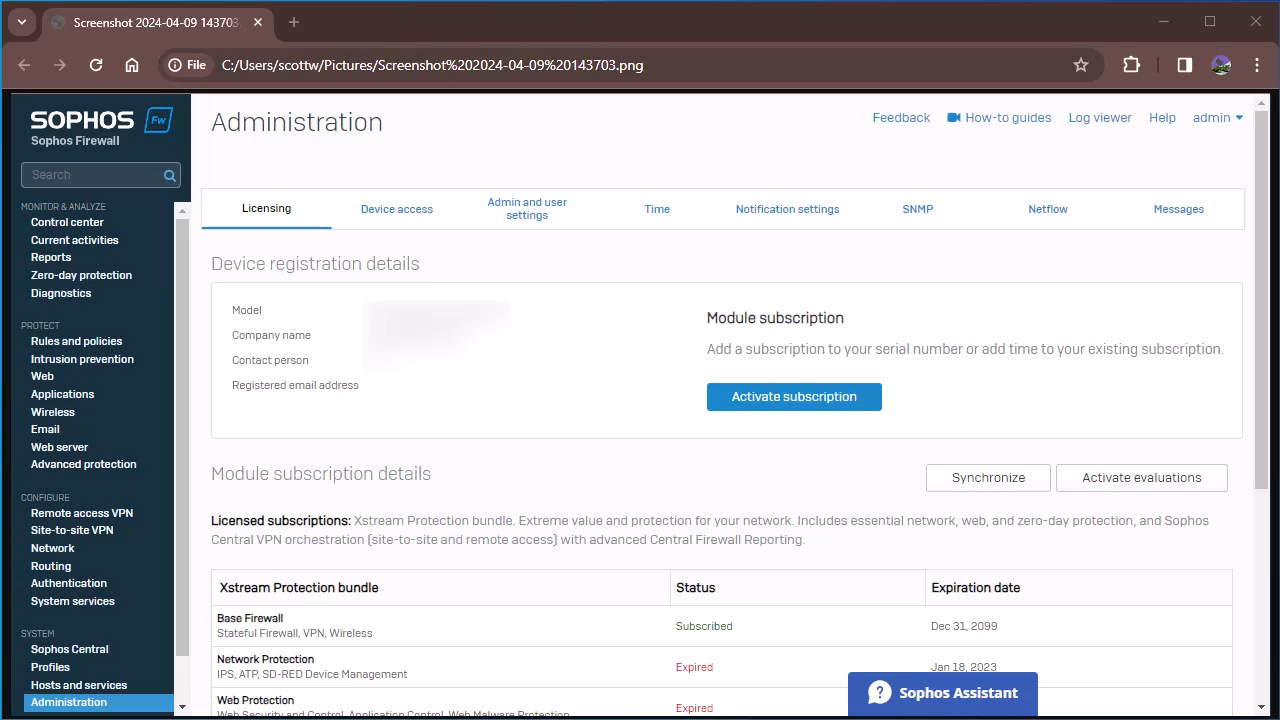 Screenshot 2024-04-09 143703.
File
C:/Users/scottw/Pictures/Screenshot%202024-04-09%20143703.png
SOPHOS Fw
Sophos Firewall
Search
MONITOR & ANALYZE
Control center
Current activities
Reports
Zero-day protection
Diagnostics
PROTECT
Rules and policies
Intrusion prevention
Web
Applications
Wireless
Email
Web server
Advanced protection
CONFIGURE
Remote access VPN
Site-to-site VPN
Network
Routing
Authentication
System services
SYSTEM
Sophos Central
Profiles
Hosts and services
Administration
Administration
Feedback How-to guides Log viewer Help admin
Licensing
Device access
Admin and user
settings
Time
Notification settings
SNMP
Netflow
Messages
Device registration details
Model
Company name
Contact person
Registered email address
Module subscription
Add a subscription to your serial number or add time to your existing subscription.
Activate subscription
Module subscription details
Synchronize
Activate evaluations
Licensed subscriptions: Xstream Protection bundle. Extreme value and protection for your network. Includes essential network, web, and zero-day protection, and Sophos
Central VPN orchestration (site-to-site and remote access) with advanced Central Firewall Reporting.
Xstream Protection bundle Status Expiration date
Base Firewall
Stateful Firewall, VPN, Wireless
Subscribed
Dec 31, 2099
Network Protection
IPS, ATP, SD-RED Device Management
Expired
Jan 18, 2023
Web Protection
Web Security and Control, Application Control, Web Malware Protection
Expired
? Sophos Assistant